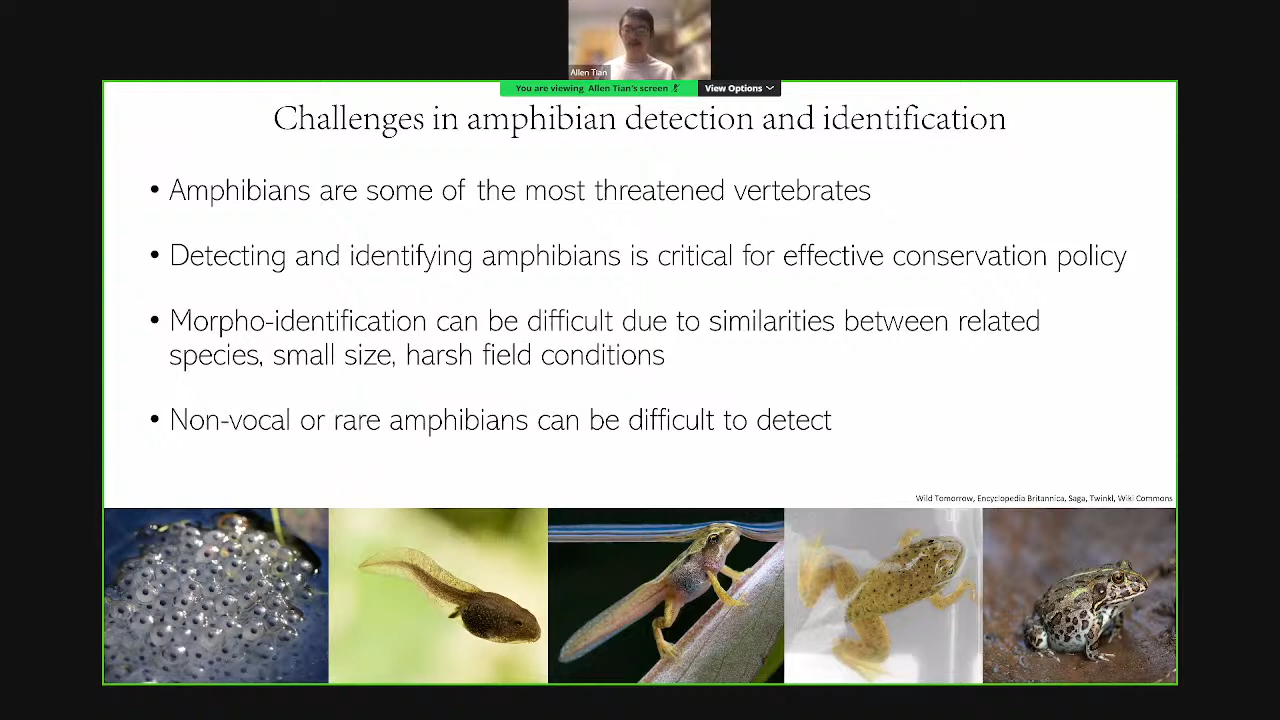 Allen Tian
You are viewing Allen Tian's screen
View Options
Challenges in amphibian detection and identification
• Amphibians are some of the most threatened vertebrates
• Detecting and identifying amphibians is critical for effective conservation policy
• Morpho-identification can be difficult due to similarities between related
species, small size, harsh field conditions
• Non-vocal or rare amphibians can be difficult to detect
Wild Tomorrow, Encyclopedia Britannica, Saga, Twinkl, Wiki Commons